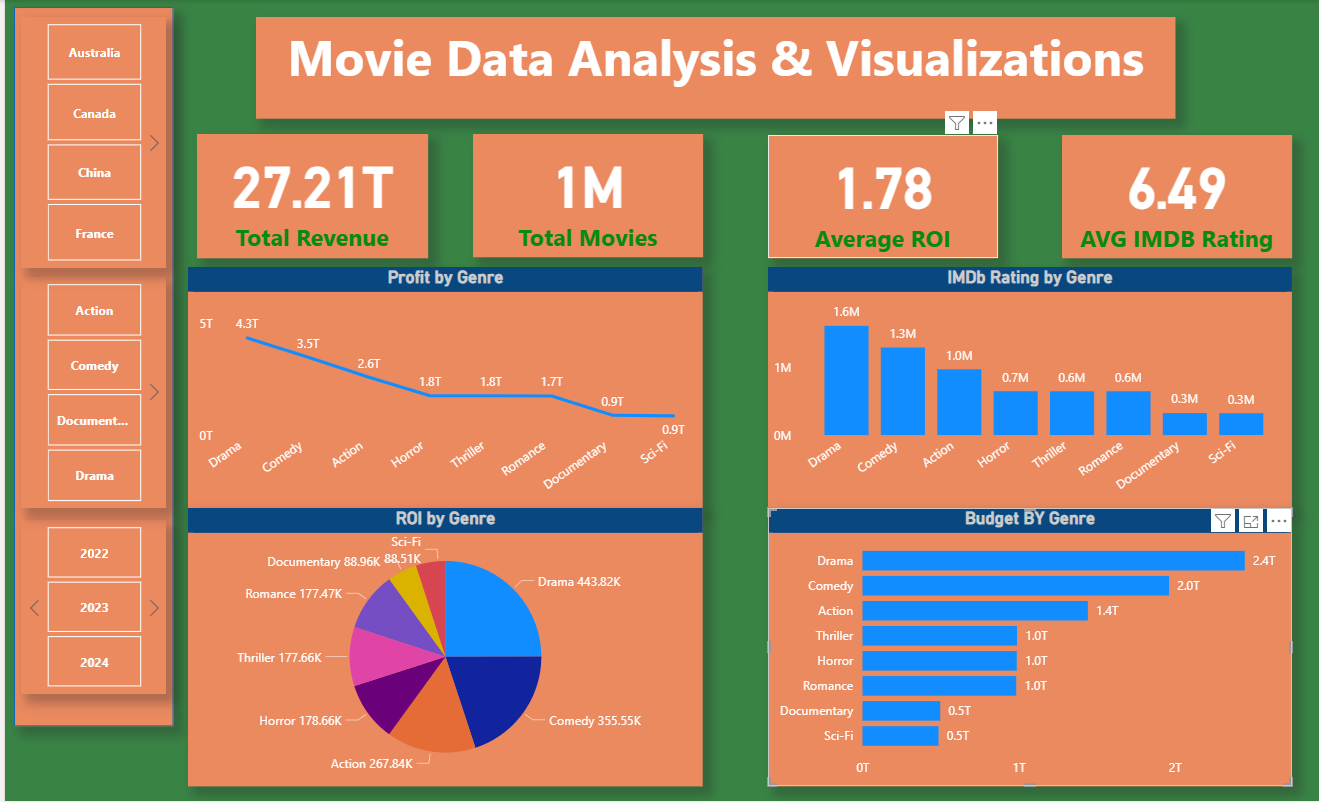 Movie Data Analysis & Visualizations
Australia
Canada
China
France
Action
Comedy
Document...
Drama
2022
2023
2024
27.21T
Total Revenue
1M
Total Movies
1.78
Average ROI
6.49
AVG IMDB Rating
Profit by Genre
5T
0T
4.3T
3.5T
2.6T
1.8T
1.8T
1.7T
0.9T
0.9T
Drama
Comedy
Action
Horror
Thriller
Romance
Documentary
Sci-Fi
IMDb Rating by Genre
1M
0M
1.6M
1.3M
1.0M
0.7M
0.6M
0.6M
0.3M
0.3M
Drama
Comedy
Action
Horror
Thriller
Romance
Documentary
Sci-Fi
ROI by Genre
Sci-Fi
88.51K
Documentary 88.96K
Romance 177.47K
Thriller 177.66K
Horror 178.66K
Action 267.84K
Comedy 355.55K
Drama 443.82K
Budget BY Genre
Drama 2.4T
Comedy 2.0T
Action 1.4T
Thriller 1.0T
Horror 1.0T
Romance 1.0T
Documentary 0.5T
Sci-Fi 0.5T
0T 1T 2T